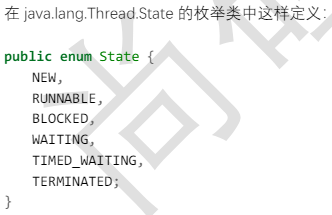 在 java.lang.Thread.State 的枚举类中这样定义：
public enum State {
NEW,
RUNNABLE,
BLOCKED,
WAITING,
TIMED_WAITING,
TERMINATED;
}